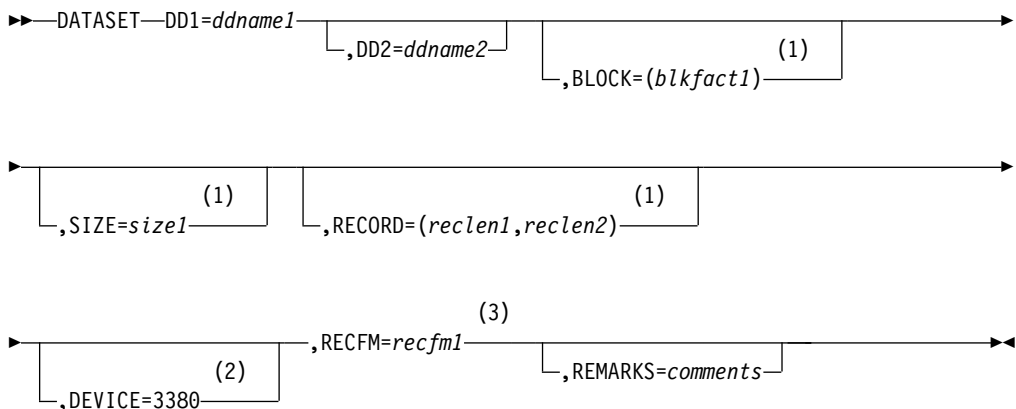 DATASET DD1=ddname1
,DD2=ddname2
(1)
,BLOCK=(blkfact1)
(1)
,SIZE=size1
(1)
,RECORD=(reclen1,reclen2)
(3)
,RECFM=recfm1
(2)
,DEVICE=3380
,REMARKS=comments